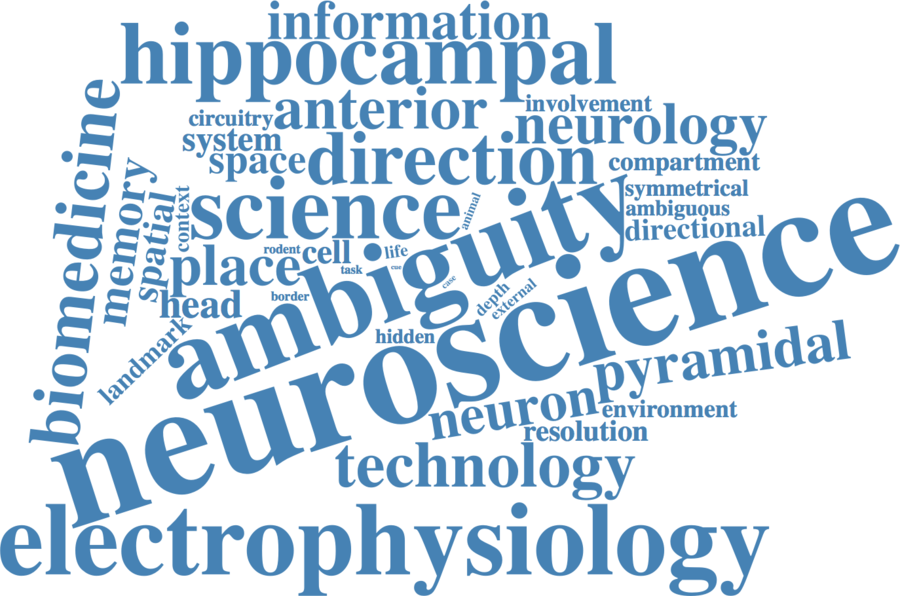 information
hippocampal
biomedicine
circuitry
anterior
involvement
neurology
system
space
direction
compartment
memory
spatial
context
science
animal
symmetrical
ambiguous
directional
place
rodent
cell
life
task
cue
case
head
border
ambiguity
depth
external
landmark
hidden
neuroscience
pyramidal
neuron
environment
resolution
technology
electrophysiology